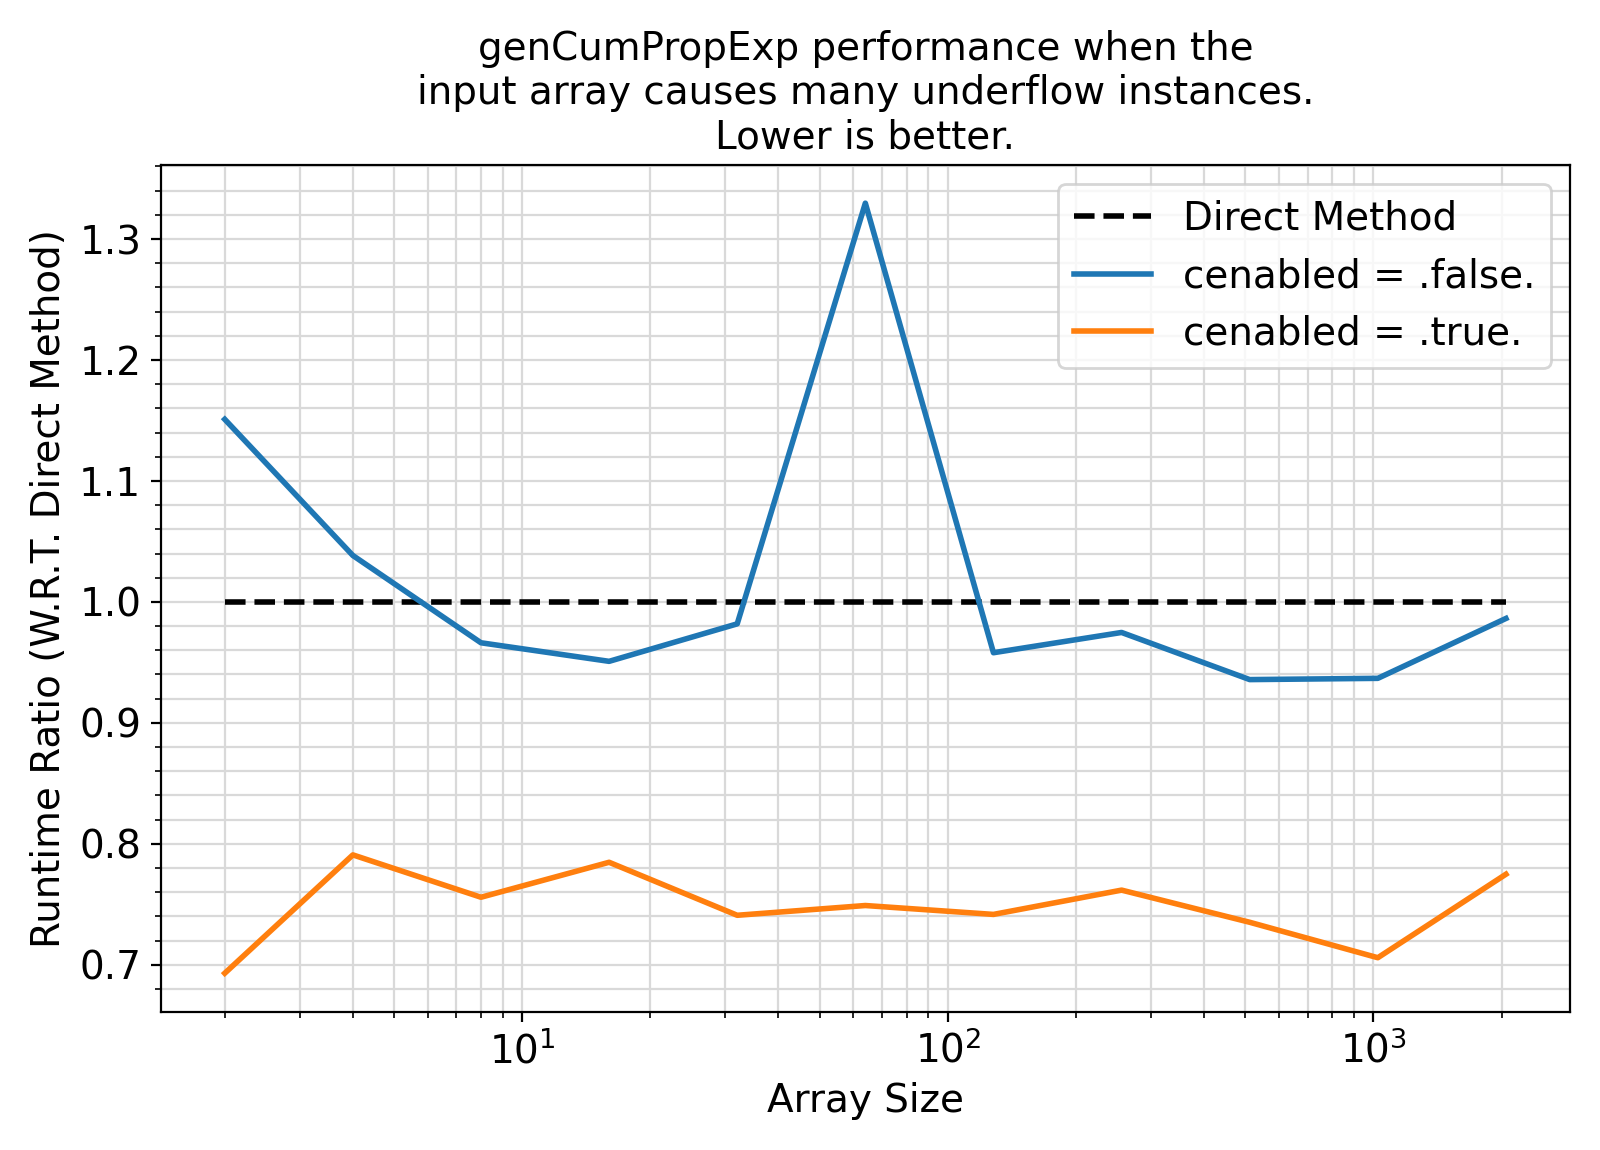 genCumPropExp performance when the
input array causes many underflow instances.
Lower is better.
Runtime Ratio (W.R.T. Direct Method)
1.3
1.2
1.1
1.0
0.9
0.8
0.7
Direct Method
cenabled = .false.
cenabled = .true.
10¹
10²
10³
Array Size